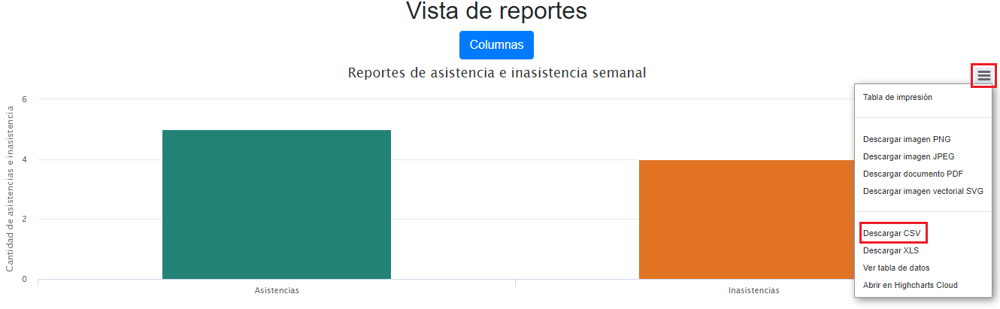 Vista de reportes
Columnas
Reportes de asistencia e inasistencia semanal
Cantidad de asistencias e inasistencia
6
4
2
0
Asistencias
Inasistencias
Tabla de impresión
Descargar imagen PNG
Descargar imagen JPEG
Descargar documento PDF
Descargar imagen vectorial SVG
Descargar CSV
Descargar XLS
Ver tabla de datos
Abrir en Highcharts Cloud